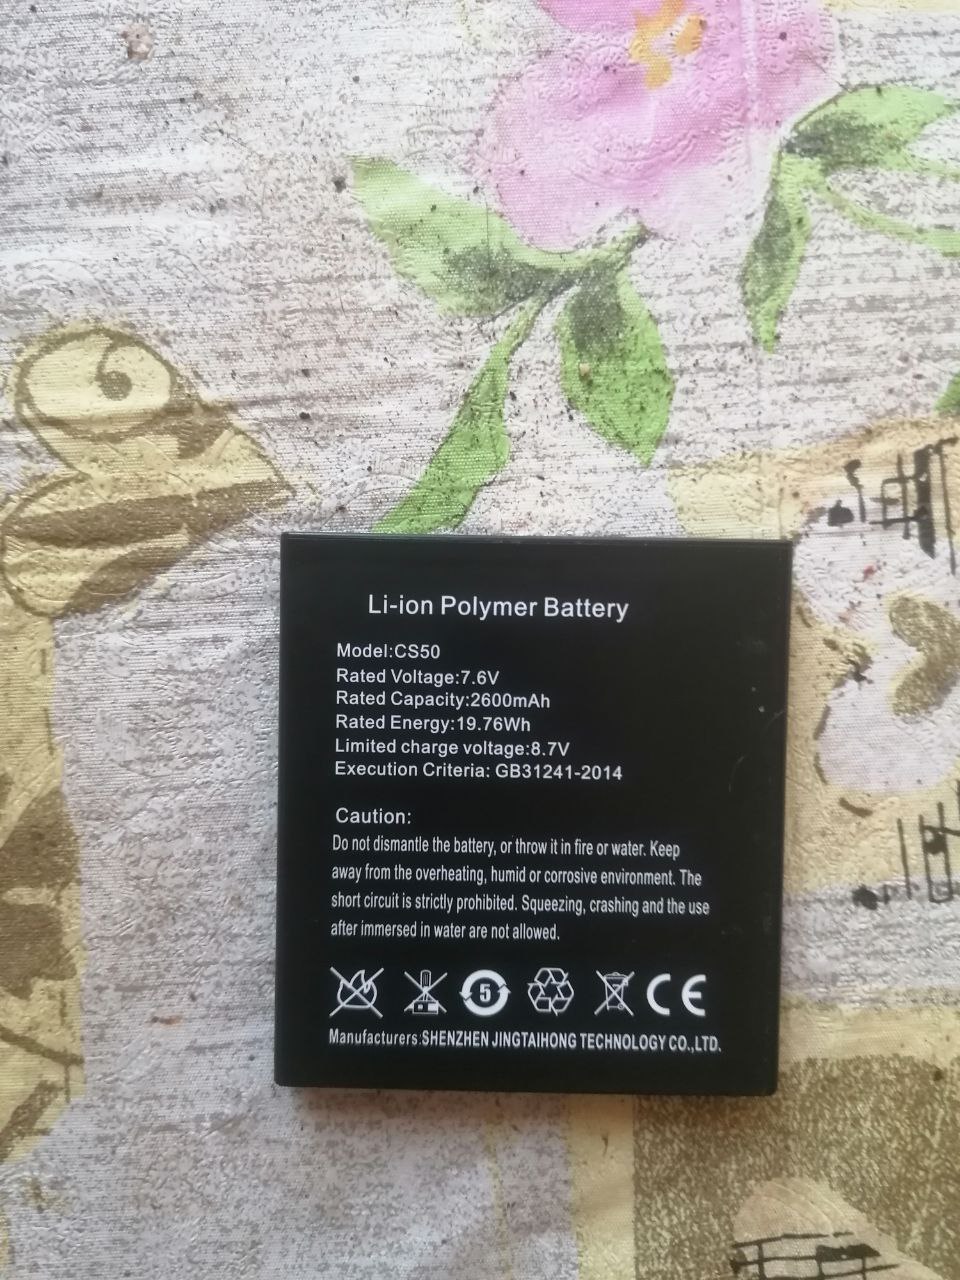 Li-ion Polymer Battery
Model:CS50
Rated Voltage:7.6V
Rated Capacity:2600mAh
Rated Energy:19.76Wh
Limited charge voltage:8.7V
Execution Criteria: GB31241-2014
Caution:
Do not dismantle the battery, or throw it in fire or water. Keep
away from the overheating, humid or corrosive environment. The
short circuit is strictly prohibited. Squeezing, crashing and the use
after immersed in water are not allowed.
5 CE
Manufacturers:SHENZHEN JINGTAIHONG TECHNOLOGY CO.,LTD.